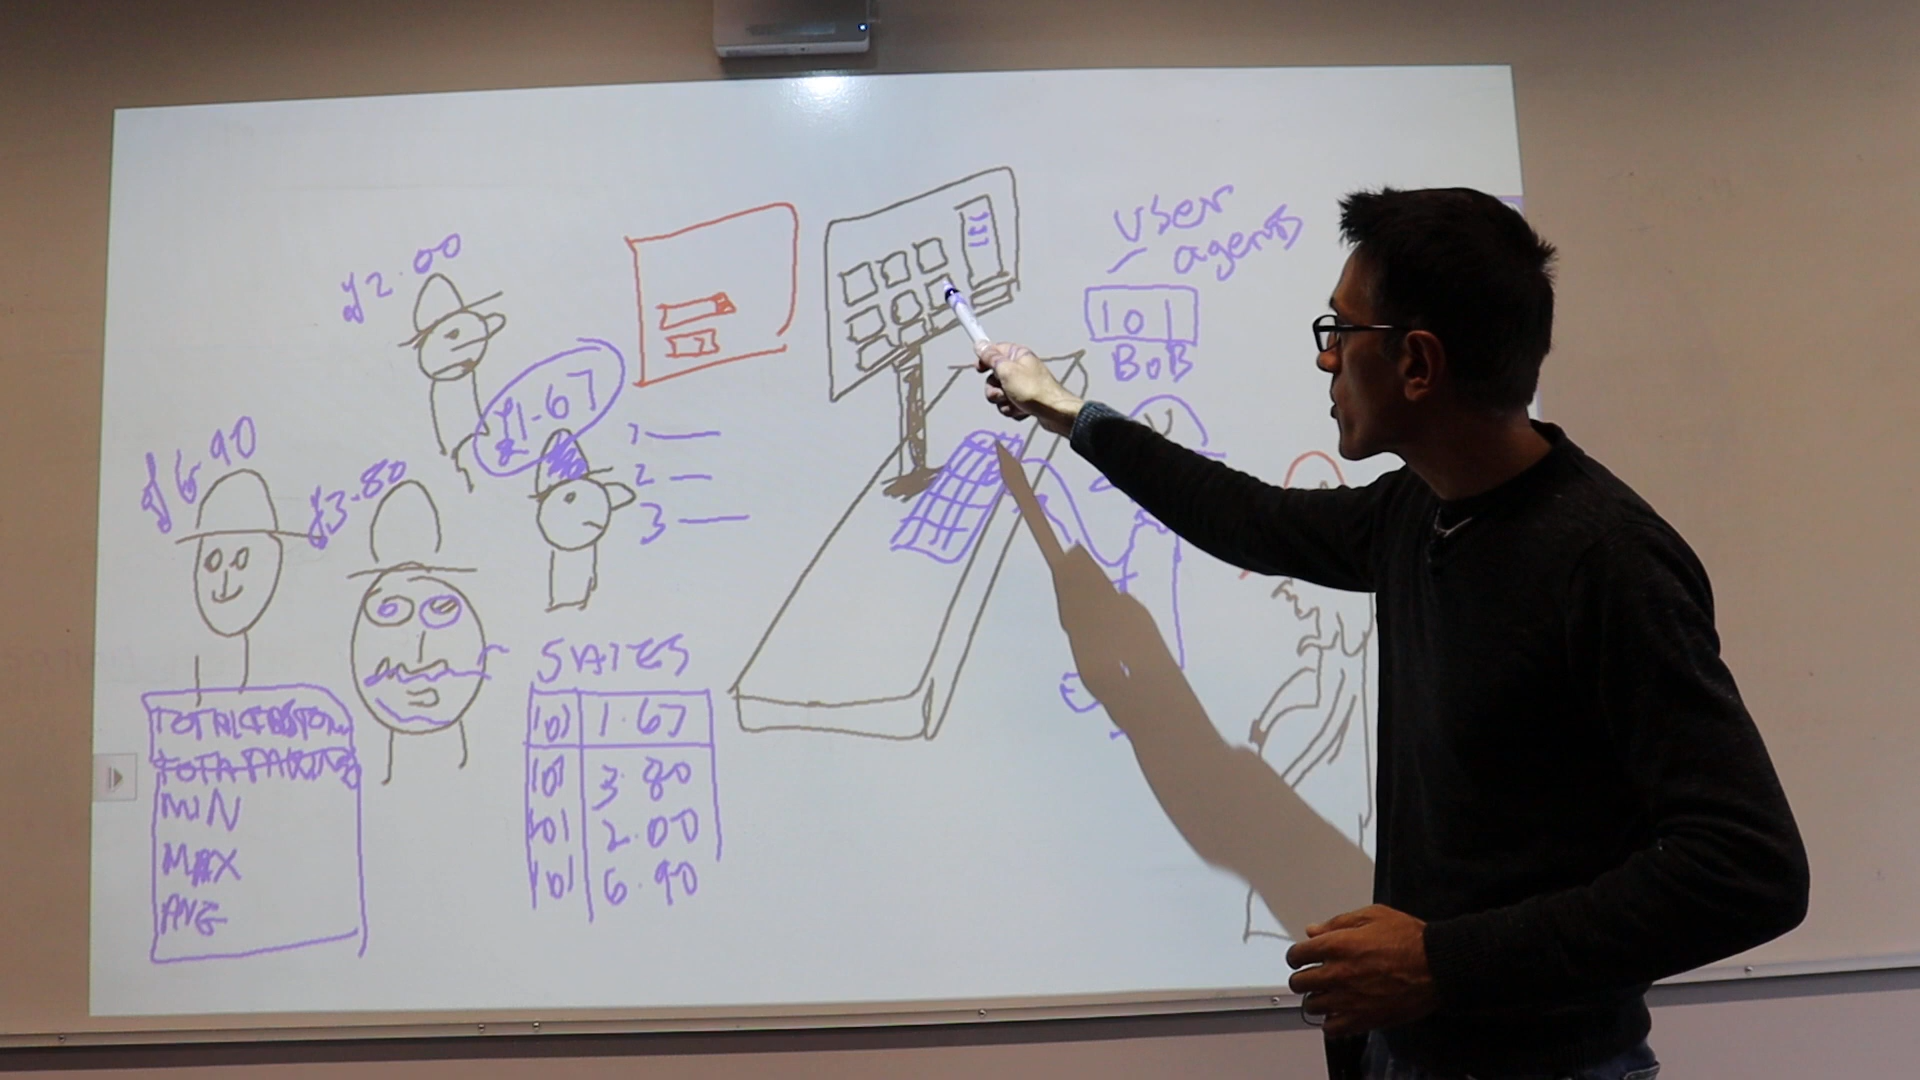 £2.00
£1.67
£6.90
£3.80
1
2
3
User
agents
101
BOB
SALES
101 1.67
101 3.80
101 2.00
101 6.90
MIN
MAX
AVG